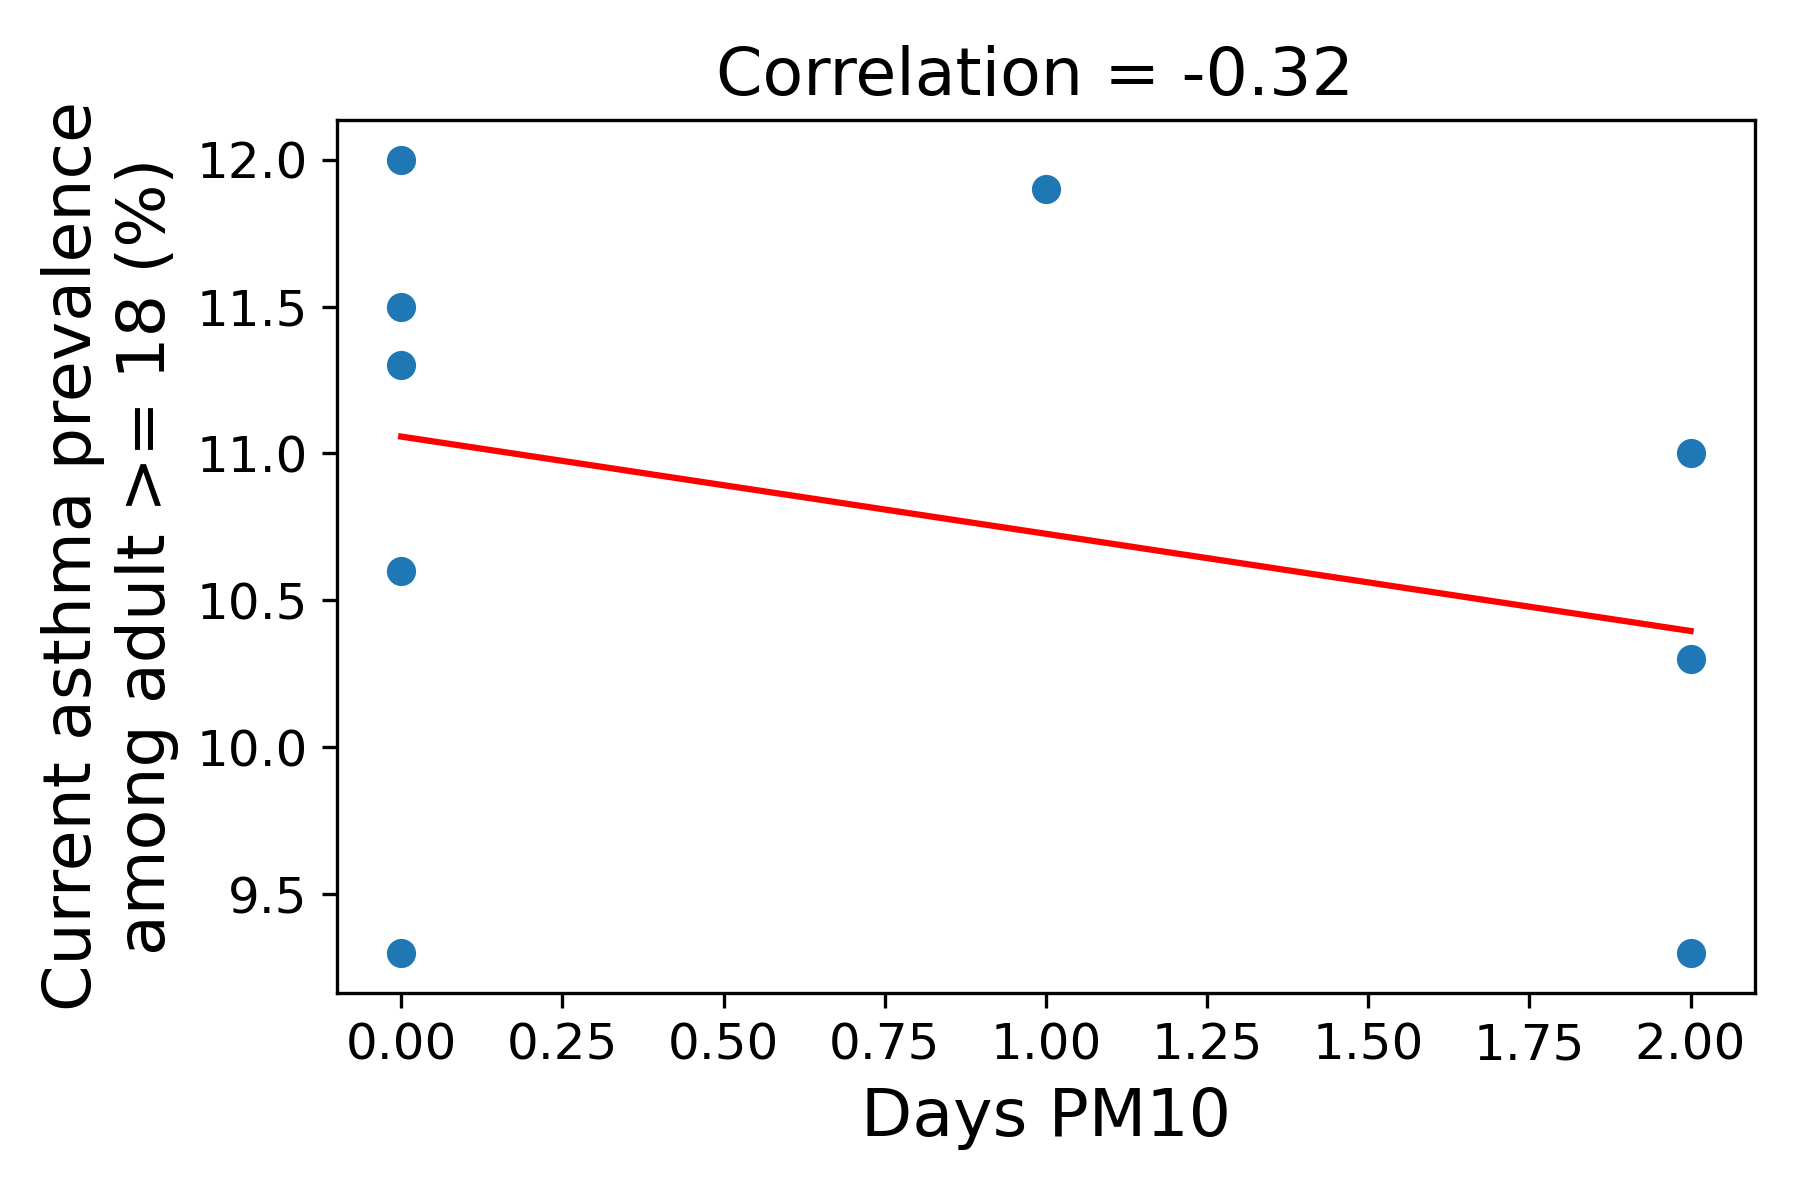 Correlation = -0.32
Current asthma prevalence
among adult >= 18 (%)
12.0
11.5
11.0
10.5
10.0
9.5
0.00 0.25 0.50 0.75 1.00 1.25 1.50 1.75 2.00
Days PM10